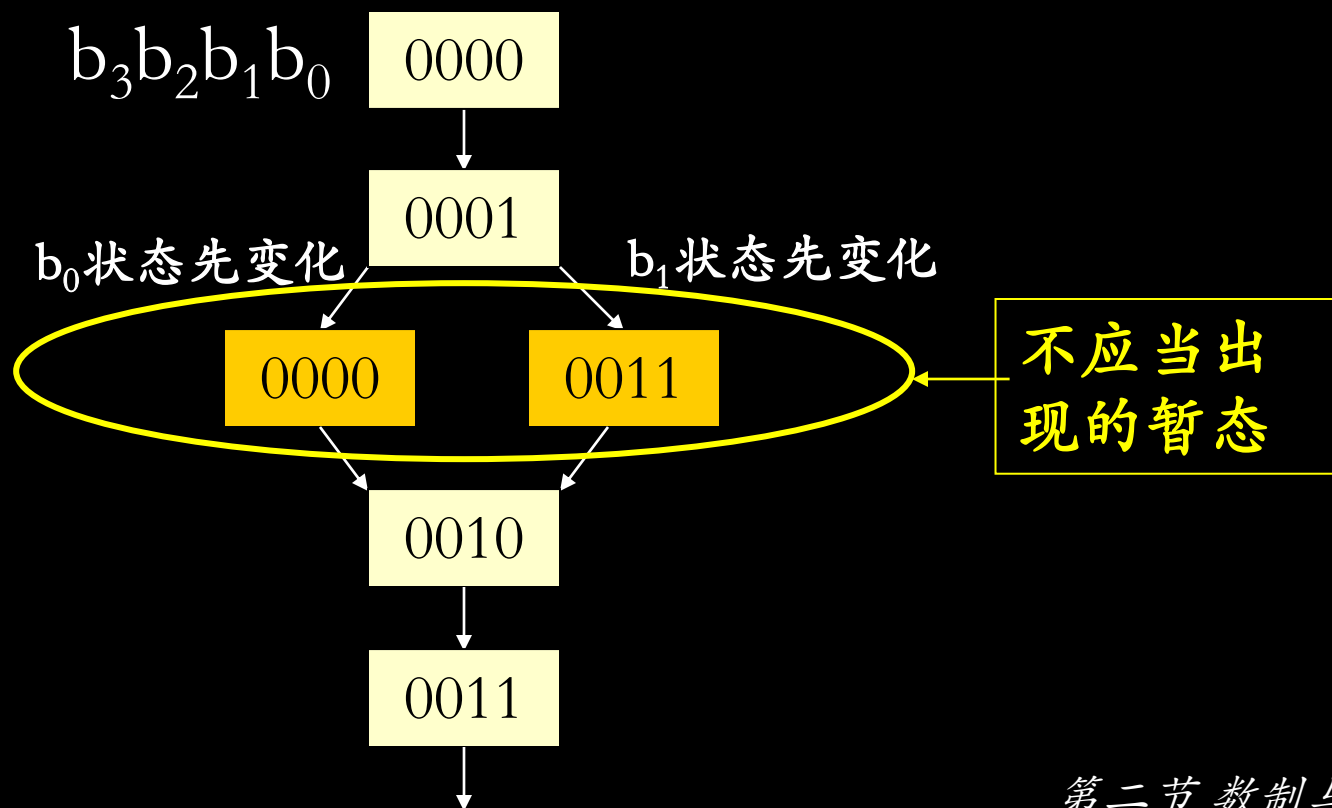 b₃b₂b₁b₀
0000
0001
b₀状态先变化
b₁状态先变化
0000
0011
不应当出
现的暂态
0010
0011
第二节 数制与